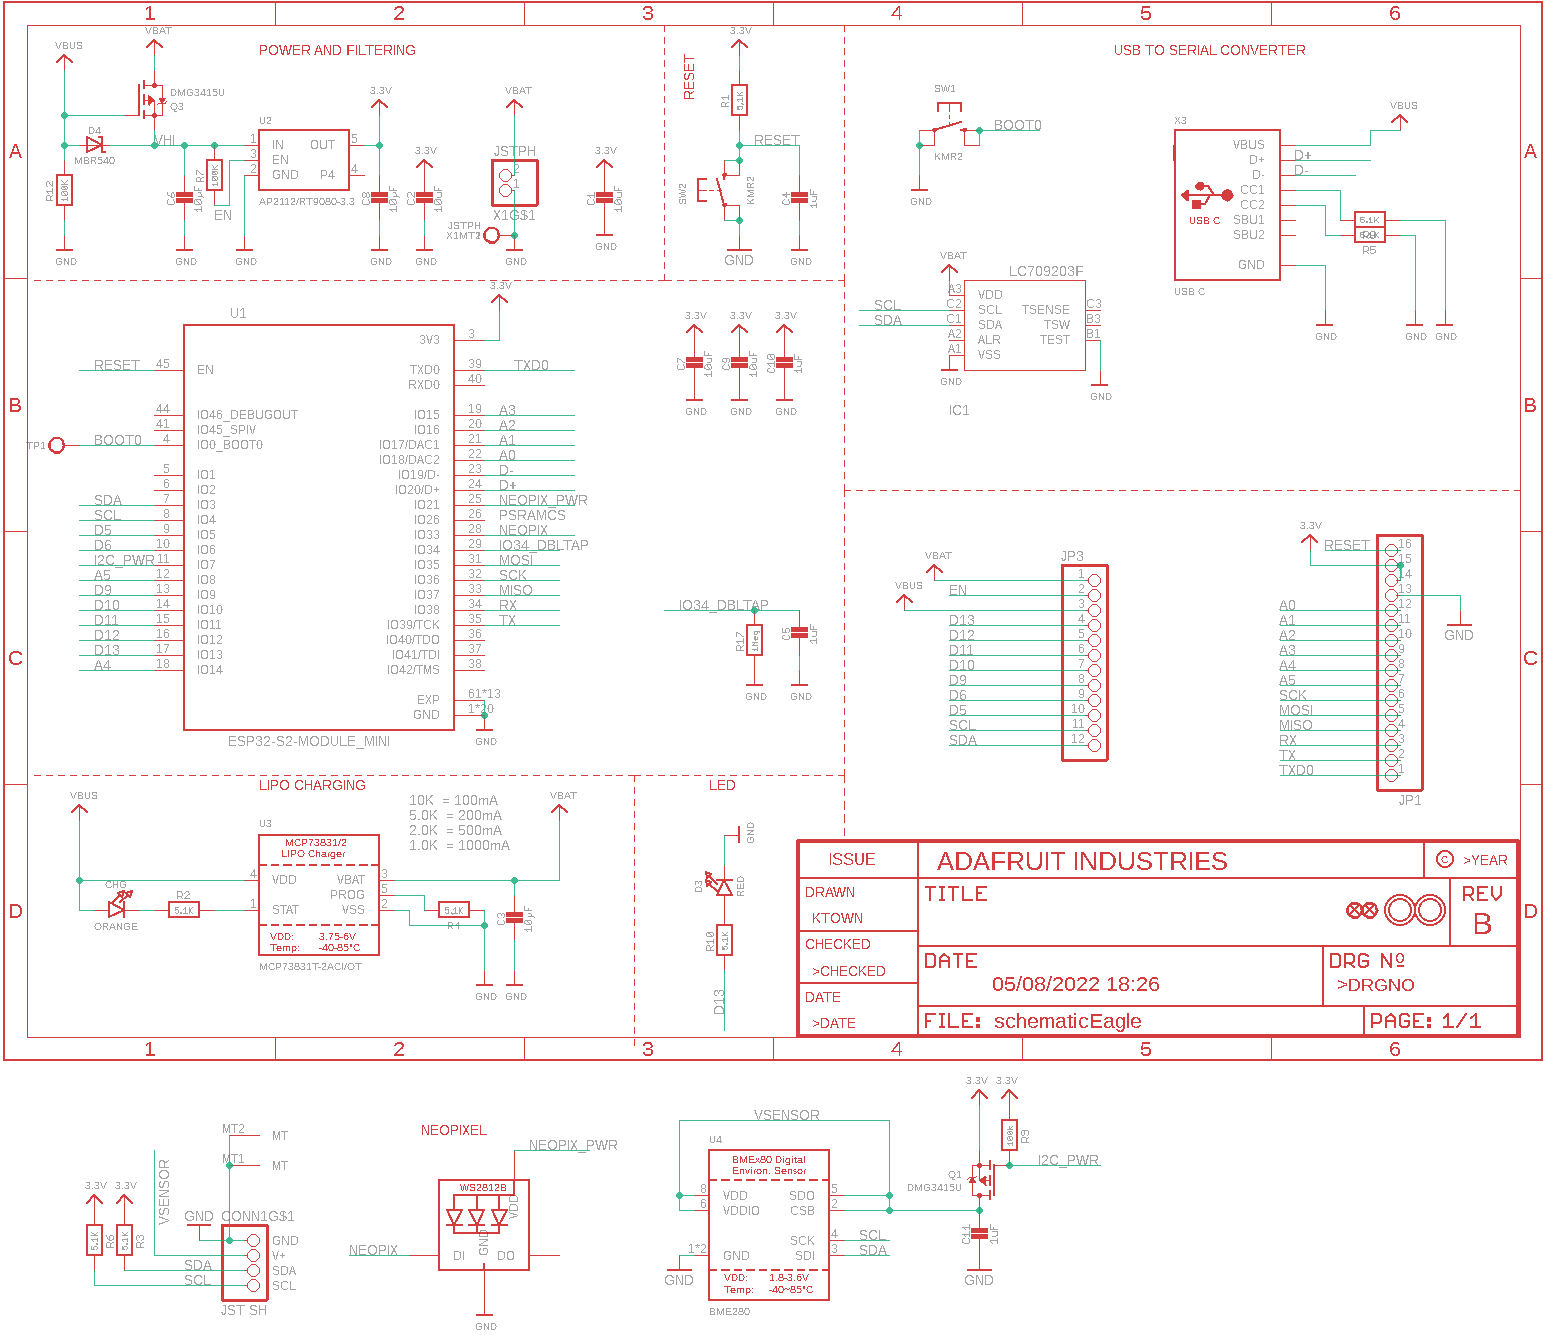 1 2 3 4 5 6
A
B
C
D
POWER AND FILTERING
VBUS
VBAT
DMG3415U
Q3
D4
MBR540
VHI
R12
100K
GND
C6
10µF
GND
R7
100K
EN
U2
1 IN OUT 5
3 EN
2 GND P4 4
AP2112/RT9080-3.3
GND
3.3V
C8
10µF
GND
3.3V
C2
10uF
GND
VBAT
JSTPH
2
1
X1G$1
JSTPH
X1MT2
GND
3.3V
C1
10uF
GND
RESET
3.3V
R1
5.1K
RESET
SW2
KMR2
C4
1uF
GND
GND
USB TO SERIAL CONVERTER
SW1
BOOT0
KMR2
GND
X3
VBUS
VBUS
D+ D+
D- D-
CC1
CC2
SBU1
SBU2
GND
USB C
USB C
5.1K
R5
GND
GND
GND
VBAT
LC709203F
A3 VDD
SCL C2 SCL TSENSE C3
SDA C1 SDA TSW B3
A2 ALR TEST B1
A1 VSS
GND
GND
IC1
U1
3.3V
3V3 3
RESET 45 EN
TXD0 39 TXD0
RXD0 40
44 IO46_DEBUGOUT
41 IO45_SPIV
TP1 BOOT0 4 IO0_BOOT0
5 IO1
6 IO2
SDA 7 IO3
SCL 8 IO4
D5 9 IO5
D6 10 IO6
I2C_PWR 11 IO7
A5 12 IO8
D9 13 IO9
D10 14 IO10
D11 15 IO11
D12 16 IO12
D13 17 IO13
A4 18 IO14
IO15 19 A3
IO16 20 A2
IO17/DAC1 21 A1
IO18/DAC2 22 A0
IO19/D- 23 D-
IO20/D+ 24 D+
IO21 25 NEOPIX_PWR
IO26 26 PSRAMCS
IO33 28 NEOPIX
IO34 29 IO34_DBLTAP
IO35 31 MOSI
IO36 32 SCK
IO37 33 MISO
IO38 34 RX
IO39/TCK 35 TX
IO40/TDO 36
IO41/TDI 37
IO42/TMS 38
EXP 61*13
GND 1*20
GND
ESP32-S2-MODULE_MINI
3.3V 3.3V 3.3V
C7 10uF
C9 10uF
C10 1uF
GND GND GND
IO34_DBLTAP
R17
1Meg
C5
1uF
GND GND
JP3
VBAT
1
EN 2
VBUS
3
D13 4
D12 5
D11 6
D10 7
D9 8
D6 9
D5 10
SCL 11
SDA 12
3.3V
RESET 16
15
14
13
GND
A0 12
A1 11
A2 10
A3 9
A4 8
A5 7
SCK 6
MOSI 5
MISO 4
RX 3
TX 2
TXD0 1
JP1
LIPO CHARGING
VBUS
10K = 100mA
5.0K = 200mA
2.0K = 500mA
1.0K = 1000mA
VBAT
U3
MCP73831/2
LIPO Charger
4 VDD VBAT 3
PROG 5
1 STAT VSS 2
VDD: 3.75-6V
Temp: -40-85°C
MCP73831T-2ACI/OT
CHG
ORANGE
R2
5.1K
5.1K
R4
C3
10µF
GND GND
LED
GND
D3
RED
R10
5.1K
D13
ISSUE
ADAFRUIT INDUSTRIES
© >YEAR
DRAWN
KTOWN
TITLE
REV
B
CHECKED
>CHECKED
DATE
05/08/2022 18:26
DRG Nº
>DRGNO
DATE
>DATE
FILE: schematicEagle
PAGE: 1/1
A
B
C
D
1 2 3 4 5 6
MT2 MT
MT1 MT
VSENSOR
3.3V 3.3V
5.1K R6
5.1K R3
GND CONN1G$1
GND
V+
SDA SDA
SCL SCL
JST SH
NEOPIXEL
NEOPIX_PWR
WS2812B
VDD
GND
NEOPIX DI DO
GND
VSENSOR
U4
BMEx80 Digital
Environ. Sensor
8 VDD SDO 5
6 VDDIO CSB 2
SCK 4 SCL
1*2 GND SDI 3 SDA
GND
VDD: 1.8-3.6V
Temp: -40~85°C
BME280
3.3V 3.3V
R9
100k
I2C_PWR
Q1
DMG3415U
C11
1uF
GND